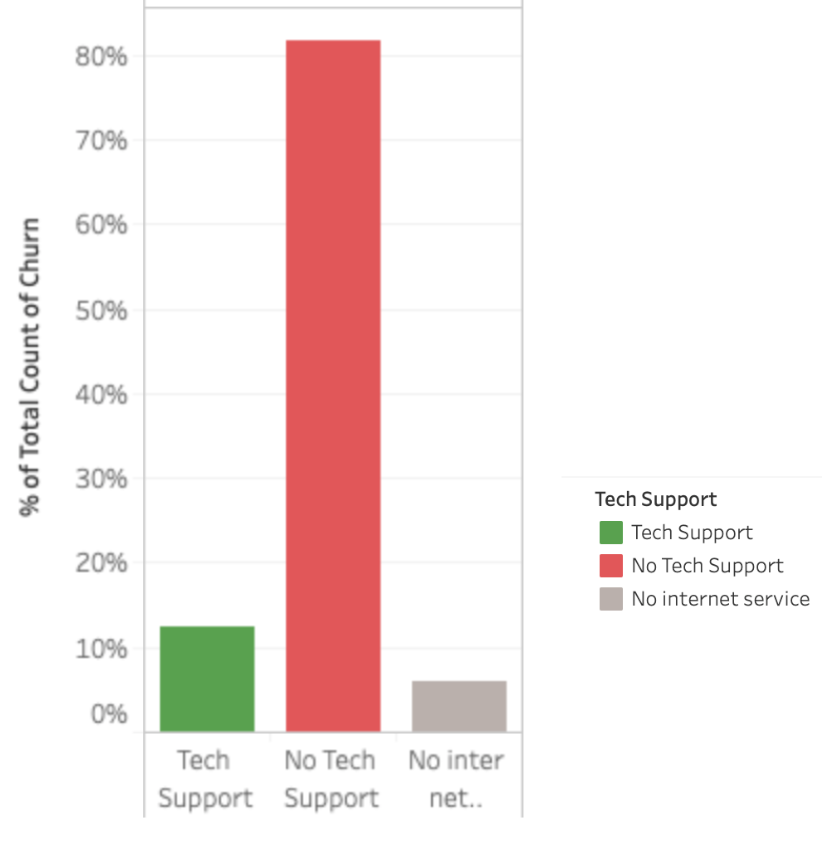 % of Total Count of Churn
80%
70%
60%
50%
40%
30%
20%
10%
0%
Tech
Support
No Tech
Support
No inter
net..
Tech Support
Tech Support
No Tech Support
No internet service